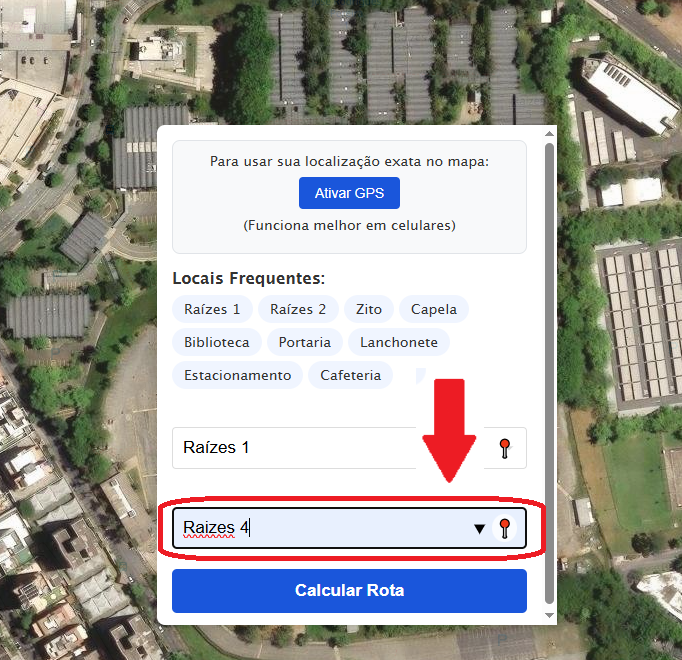 Para usar sua localização exata no mapa:
Ativar GPS
(Funciona melhor em celulares)
Locais Frequentes:
Raízes 1 Raízes 2 Zito Capela
Biblioteca Portaria Lanchonete
Estacionamento Cafeteria
Raízes 1
Raizes 4
Calcular Rota